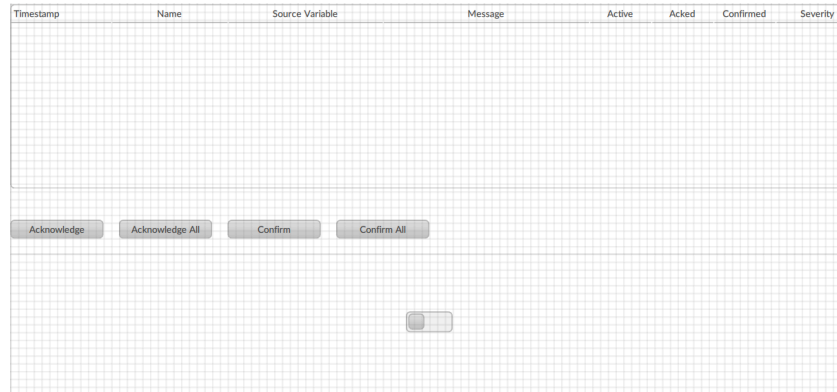 Timestamp Name Source Variable Message Active Acked Confirmed Severity
Acknowledge Acknowledge All Confirm Confirm All